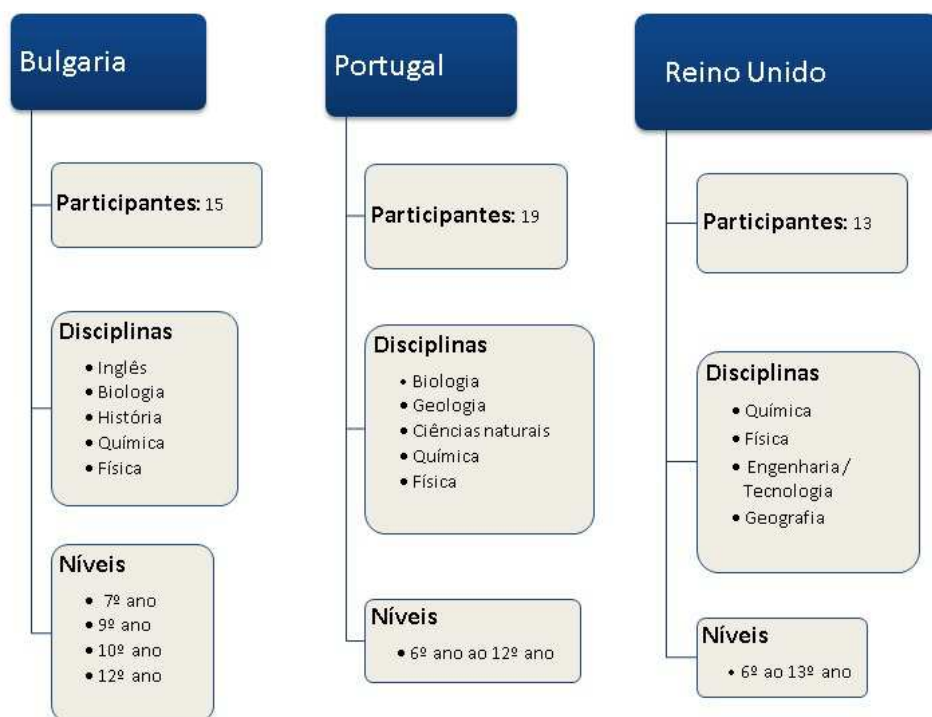 Bulgaria
Participantes: 15
Disciplinas
• Inglês
• Biologia
• História
• Química
• Física
Níveis
• 7º ano
• 9º ano
• 10º ano
• 12º ano
Portugal
Participantes: 19
Disciplinas
• Biologia
• Geologia
• Ciências naturais
• Química
• Física
Níveis
• 6º ano ao 12º ano
Reino Unido
Participantes: 13
Disciplinas
• Química
• Física
• Engenharia/
Tecnologia
• Geografia
Níveis
• 6º ao 13º ano